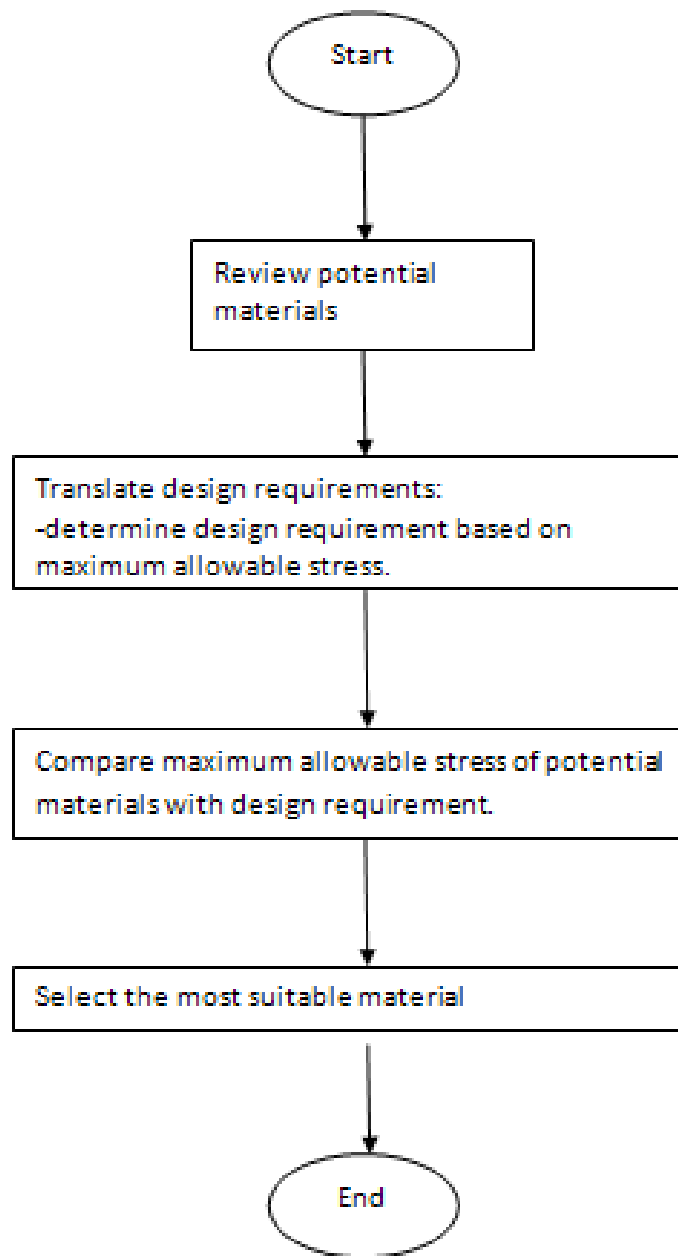 Start
Review potential
materials
Translate design requirements:
-determine design requirement based on
maximum allowable stress.
Compare maximum allowable stress of potential
materials with design requirement.
Select the most suitable material
End